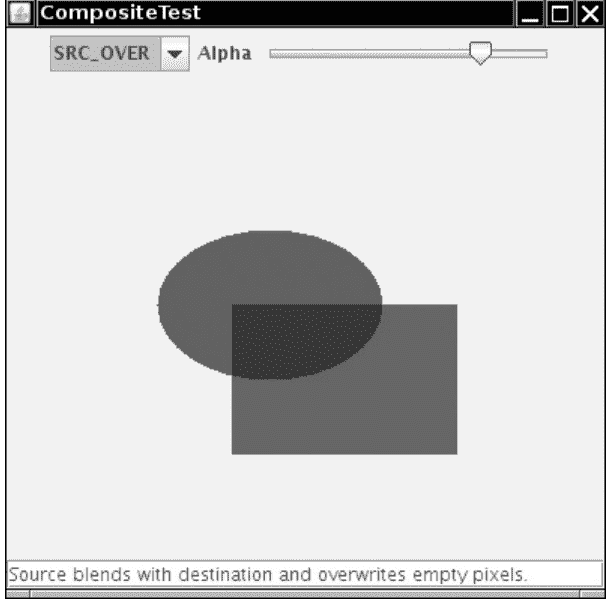 CompositeTest
SRC_OVER Alpha
Source blends with destination and overwrites empty pixels.